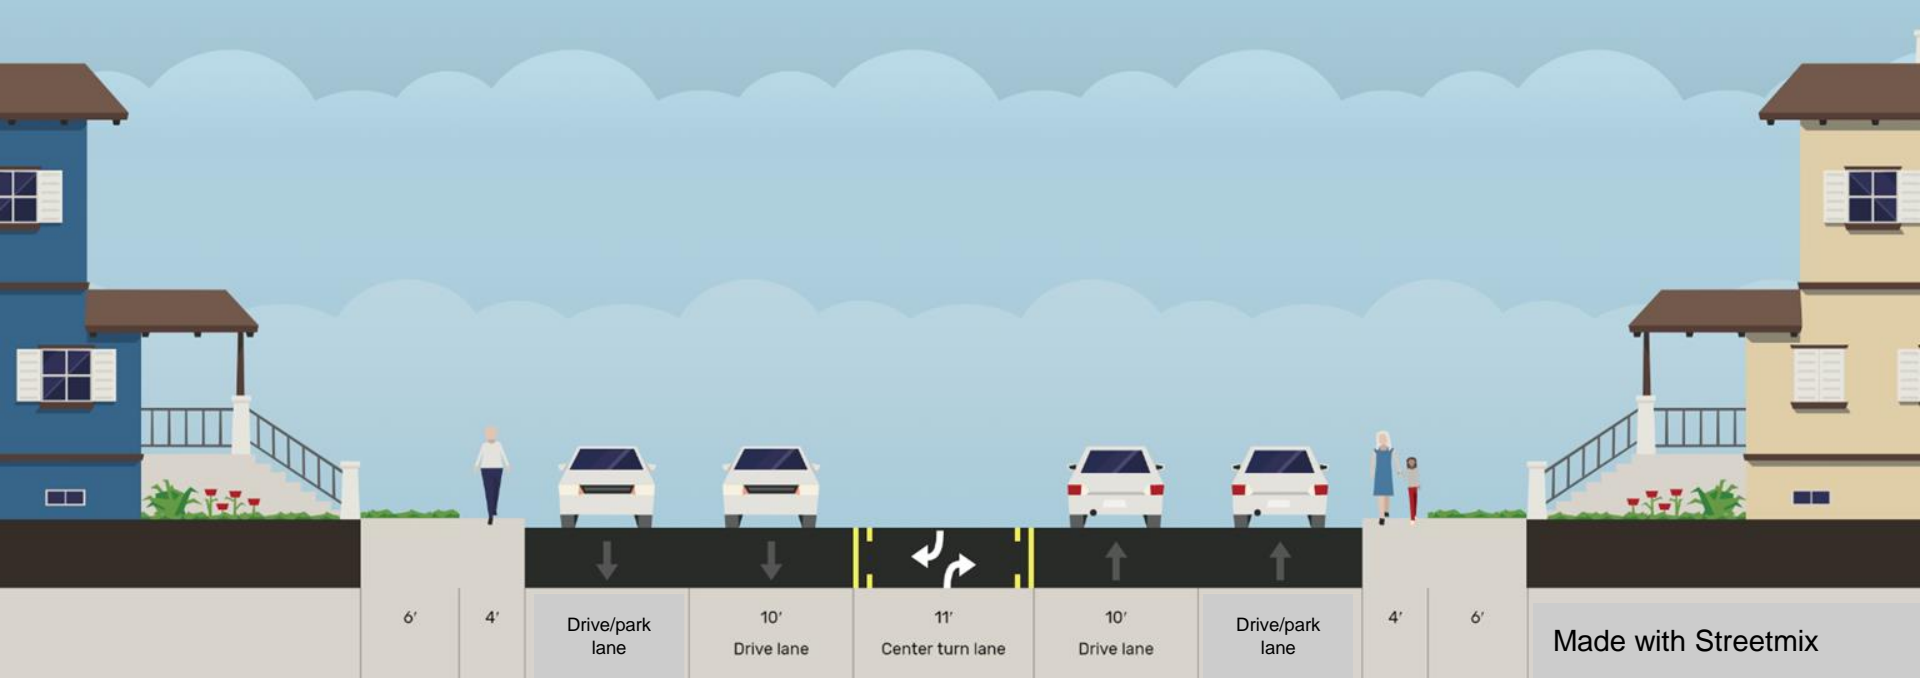 6′
4′
Drive/park
lane
10′
Drive lane
11′
Center turn lane
10′
Drive lane
Drive/park
lane
4′
6′
Made with Streetmix